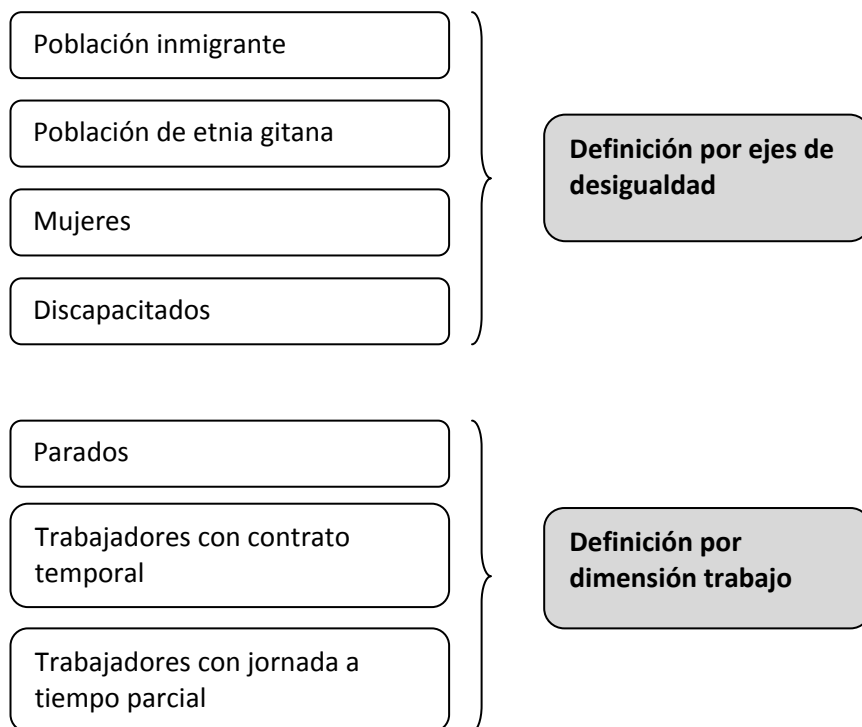 Población inmigrante
Población de etnia gitana
Mujeres
Discapacitados
Definición por ejes de
desigualdad
Parados
Trabajadores con contrato
temporal
Trabajadores con jornada a
tiempo parcial
Definición por
dimensión trabajo